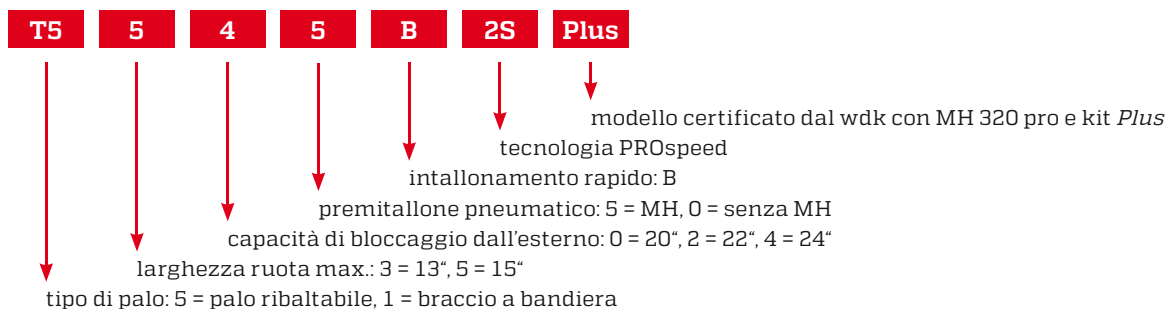 T5 5 4 5 B 2S Plus
modello certificato dal wdk con MH 320 pro e kit Plus
tecnologia PROspeed
intallonamento rapido: B
premitallone pneumatico: 5 = MH, 0 = senza MH
capacità di bloccaggio dall'esterno: 0 = 20“, 2 = 22“, 4 = 24“
larghezza ruota max.: 3 = 13“, 5 = 15“
tipo di palo: 5 = palo ribaltabile, 1 = braccio a bandiera